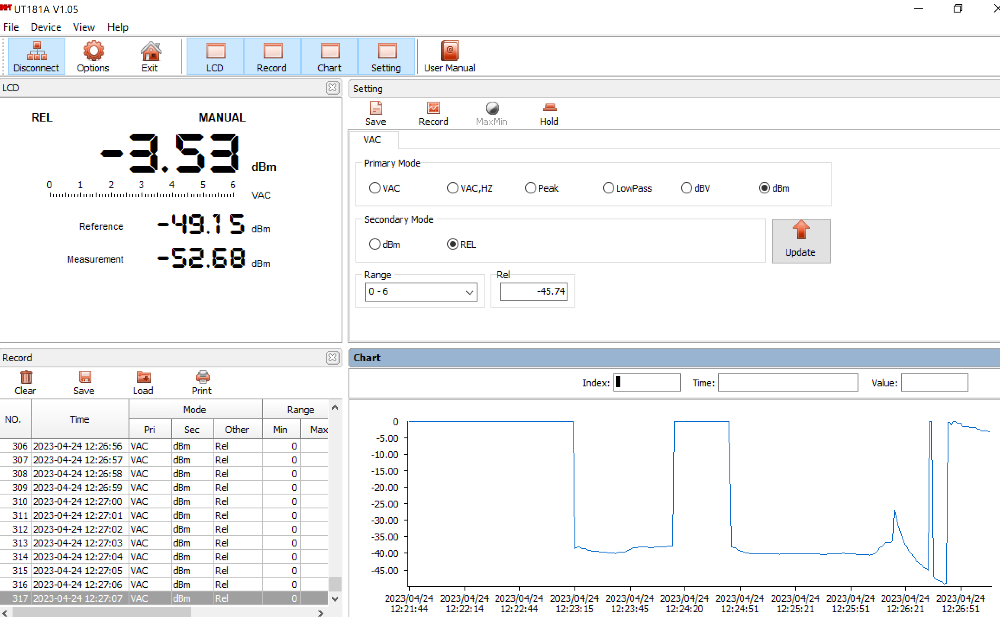 UT181A V1.05
File Device View Help
Disconnect Options Exit LCD Record Chart Setting User Manual
LCD
REL MANUAL
-3.53 dBm
0 1 2 3 4 5 6
VAC
Reference -49.15 dBm
Measurement -52.68 dBm
Setting
Save Record MaxMin Hold
VAC
Primary Mode
VAC VAC,HZ Peak LowPass dBV dBm
Secondary Mode
dBm REL
Update
Range Rel
0 - 6 -45.74
Record
Clear Save Load Print
NO. Time Mode Range
Pri Sec Other Min Max
306 2023-04-24 12:26:56 VAC dBm Rel 0
307 2023-04-24 12:26:57 VAC dBm Rel 0
308 2023-04-24 12:26:58 VAC dBm Rel 0
309 2023-04-24 12:26:59 VAC dBm Rel 0
310 2023-04-24 12:27:00 VAC dBm Rel 0
311 2023-04-24 12:27:01 VAC dBm Rel 0
312 2023-04-24 12:27:02 VAC dBm Rel 0
313 2023-04-24 12:27:03 VAC dBm Rel 0
314 2023-04-24 12:27:04 VAC dBm Rel 0
315 2023-04-24 12:27:05 VAC dBm Rel 0
316 2023-04-24 12:27:06 VAC dBm Rel 0
317 2023-04-24 12:27:07 VAC dBm Rel 0
Chart
Index: Time: Value:
0
-5.00
-10.00
-15.00
-20.00
-25.00
-30.00
-35.00
-40.00
-45.00
2023/04/24 2023/04/24 2023/04/24 2023/04/24 2023/04/24 2023/04/24 2023/04/24 2023/04/24 2023/04/24 2023/04/24 2023/04/24
12:21:44 12:22:14 12:22:44 12:23:15 12:23:45 12:24:20 12:24:51 12:25:21 12:25:51 12:26:21 12:26:51